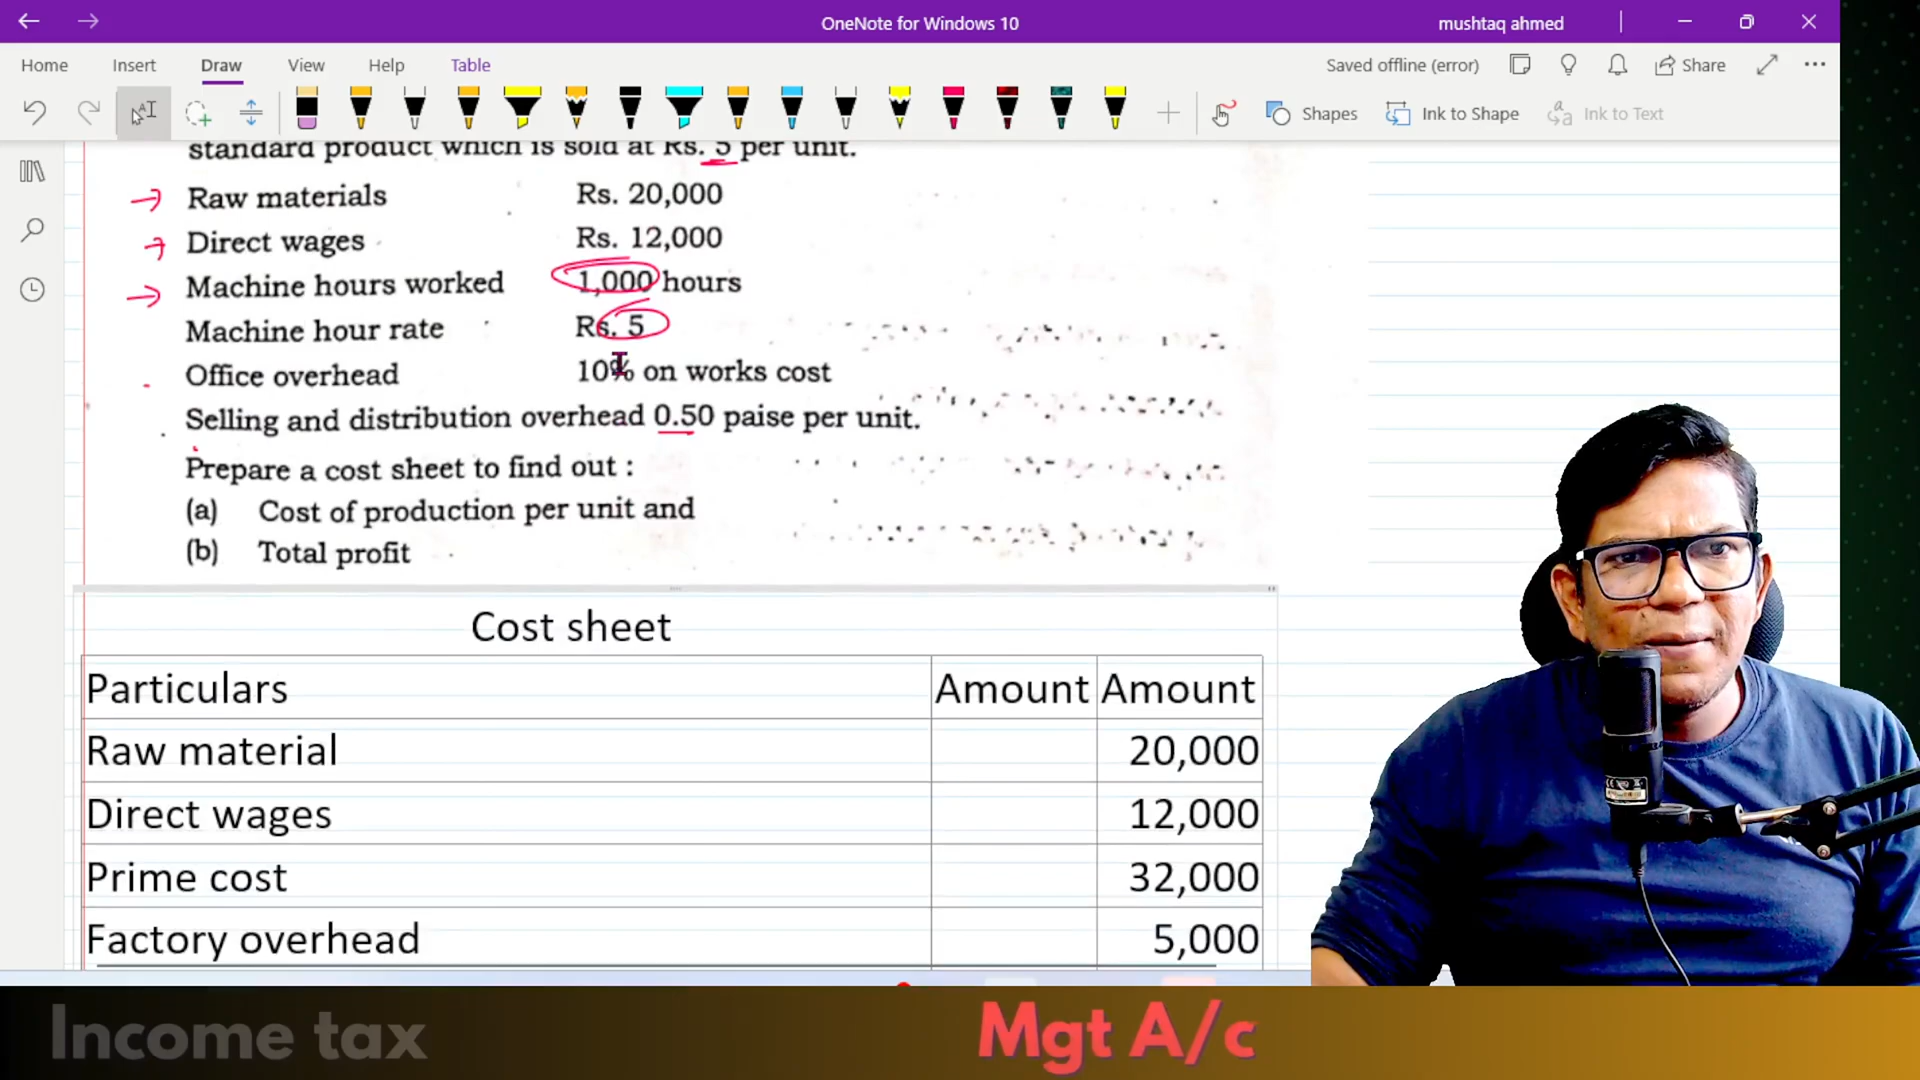 OneNote for Windows 10
mushtaq ahmed
Home Insert Draw View Help Table
Saved offline (error) Share
Shapes Ink to Shape Ink to Text
standard product which is sold at Rs. 5 per unit.
Raw materials Rs. 20,000
Direct wages Rs. 12,000
Machine hours worked 1,000 hours
Machine hour rate Rs. 5
Office overhead 10% on works cost
Selling and distribution overhead 0.50 paise per unit.
Prepare a cost sheet to find out :
(a) Cost of production per unit and
(b) Total profit
Cost sheet
Particulars Amount Amount
Raw material 20,000
Direct wages 12,000
Prime cost 32,000
Factory overhead 5,000
Income tax
Mgt A/c